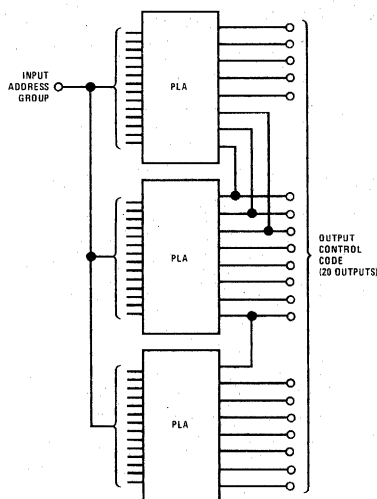 INPUT
ADDRESS
GROUP
PLA
PLA
PLA
OUTPUT
CONTROL
CODE
(20 OUTPUTS)